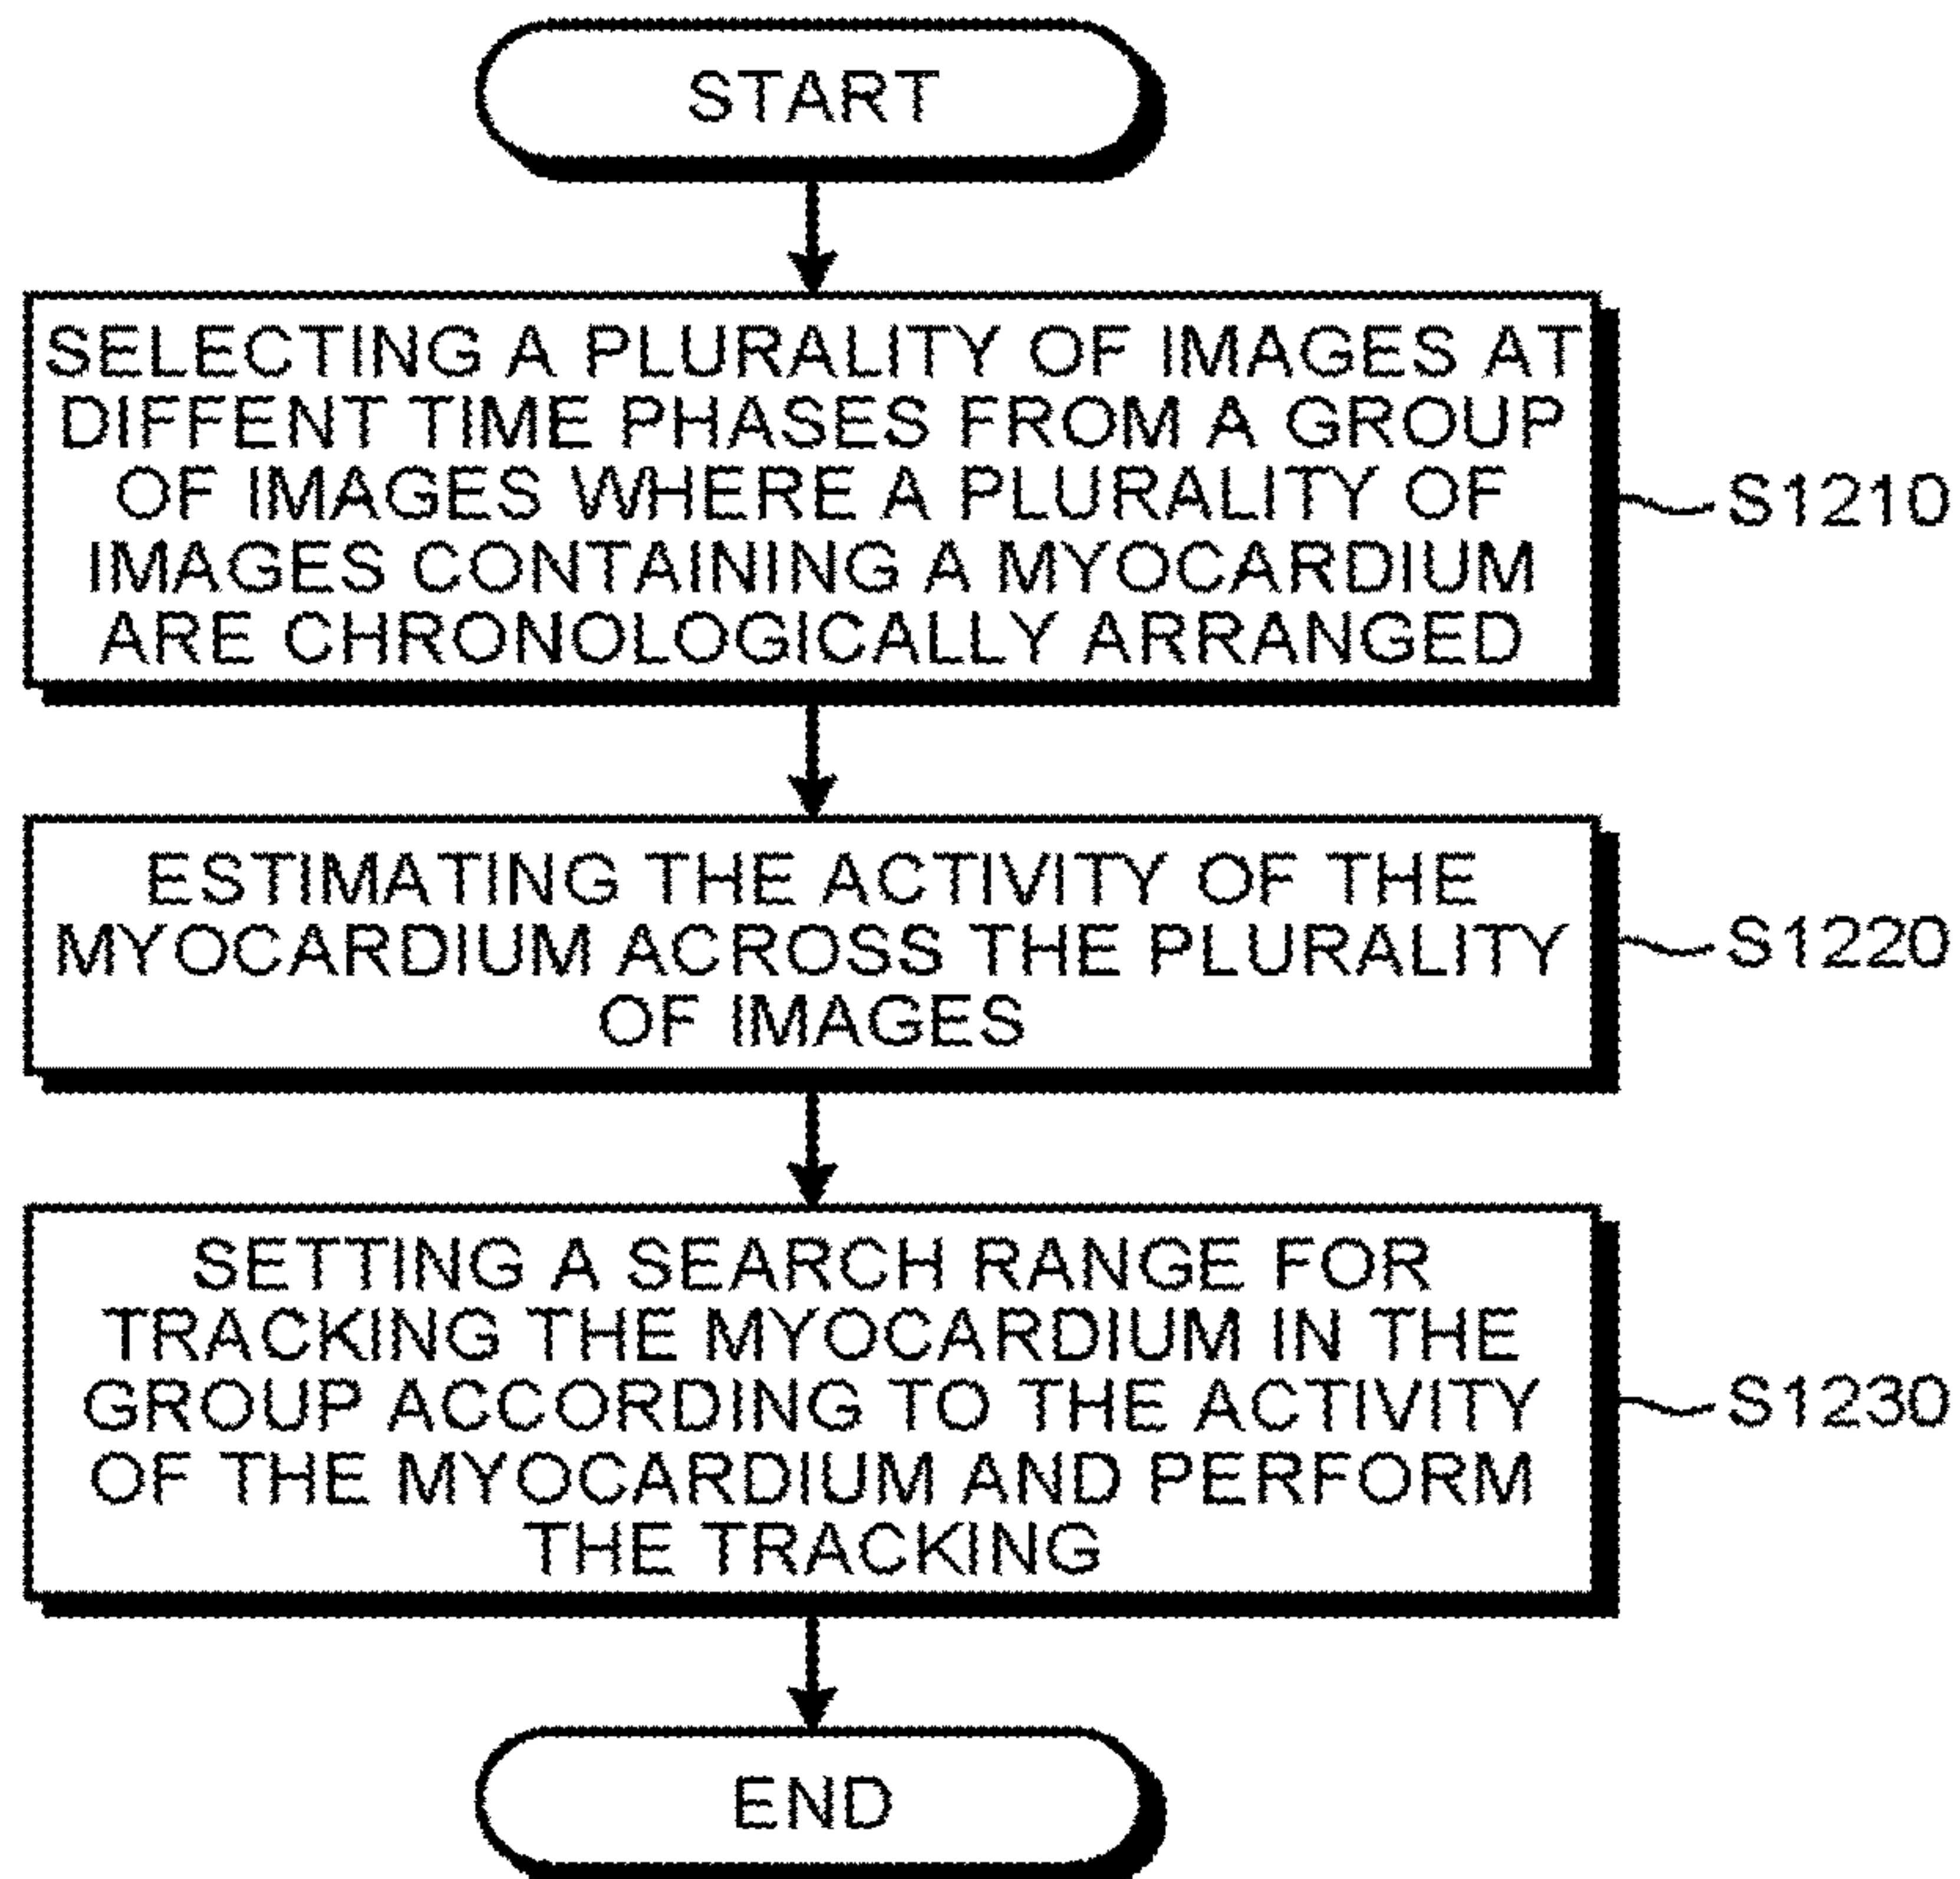 START
SELECTING A PLURALITY OF IMAGES AT
DIFFENT TIME PHASES FROM A GROUP
OF IMAGES WHERE A PLURALITY OF
IMAGES CONTAINING A MYOCARDIUM
ARE CHRONOLOGICALLY ARRANGED
S1210
ESTIMATING THE ACTIVITY OF THE
MYOCARDIUM ACROSS THE PLURALITY
OF IMAGES
S1220
SETTING A SEARCH RANGE FOR
TRACKING THE MYOCARDIUM IN THE
GROUP ACCORDING TO THE ACTIVITY
OF THE MYOCARDIUM AND PERFORM
THE TRACKING
S1230
END